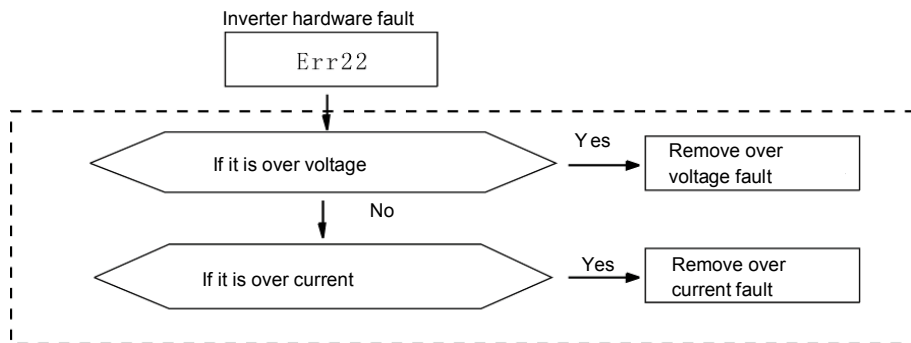 Inverter hardware fault
Err22
If it is over voltage
Yes
Remove over
voltage fault
No
If it is over current
Yes
Remove over
current fault